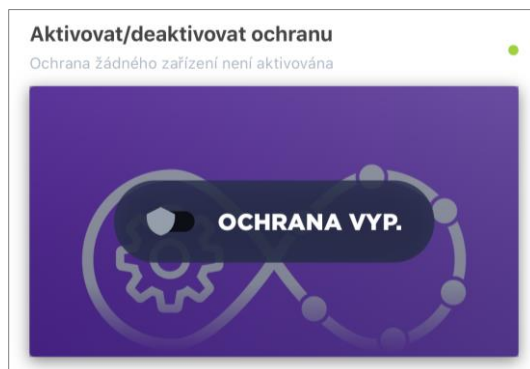 Aktivovat/deaktivovat ochranu
Ochrana žádného zařízení není aktivována
OCHRANA VYP.